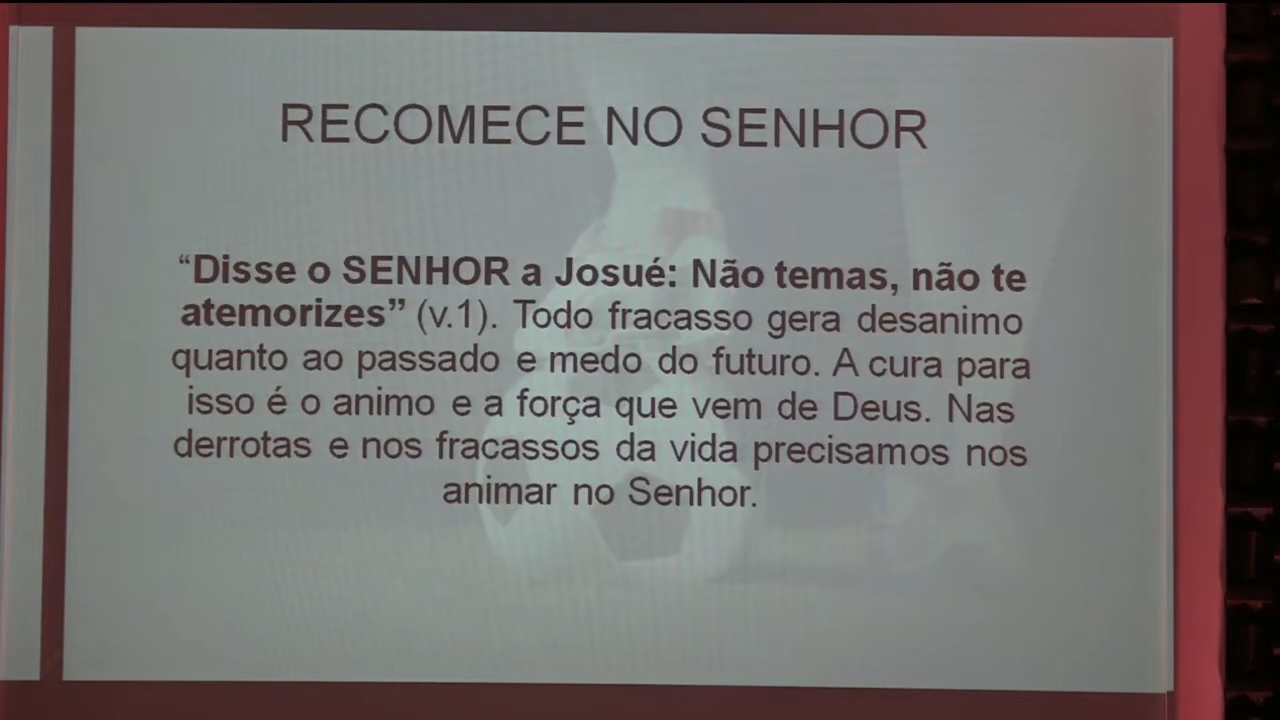 RECOMECE NO SENHOR
“Disse o SENHOR a Josué: Não temas, não te
atemorizes” (v.1). Todo fracasso gera desanimo
quanto ao passado e medo do futuro. A cura para
isso é o animo e a força que vem de Deus. Nas
derrotas e nos fracassos da vida precisamos nos
animar no Senhor.